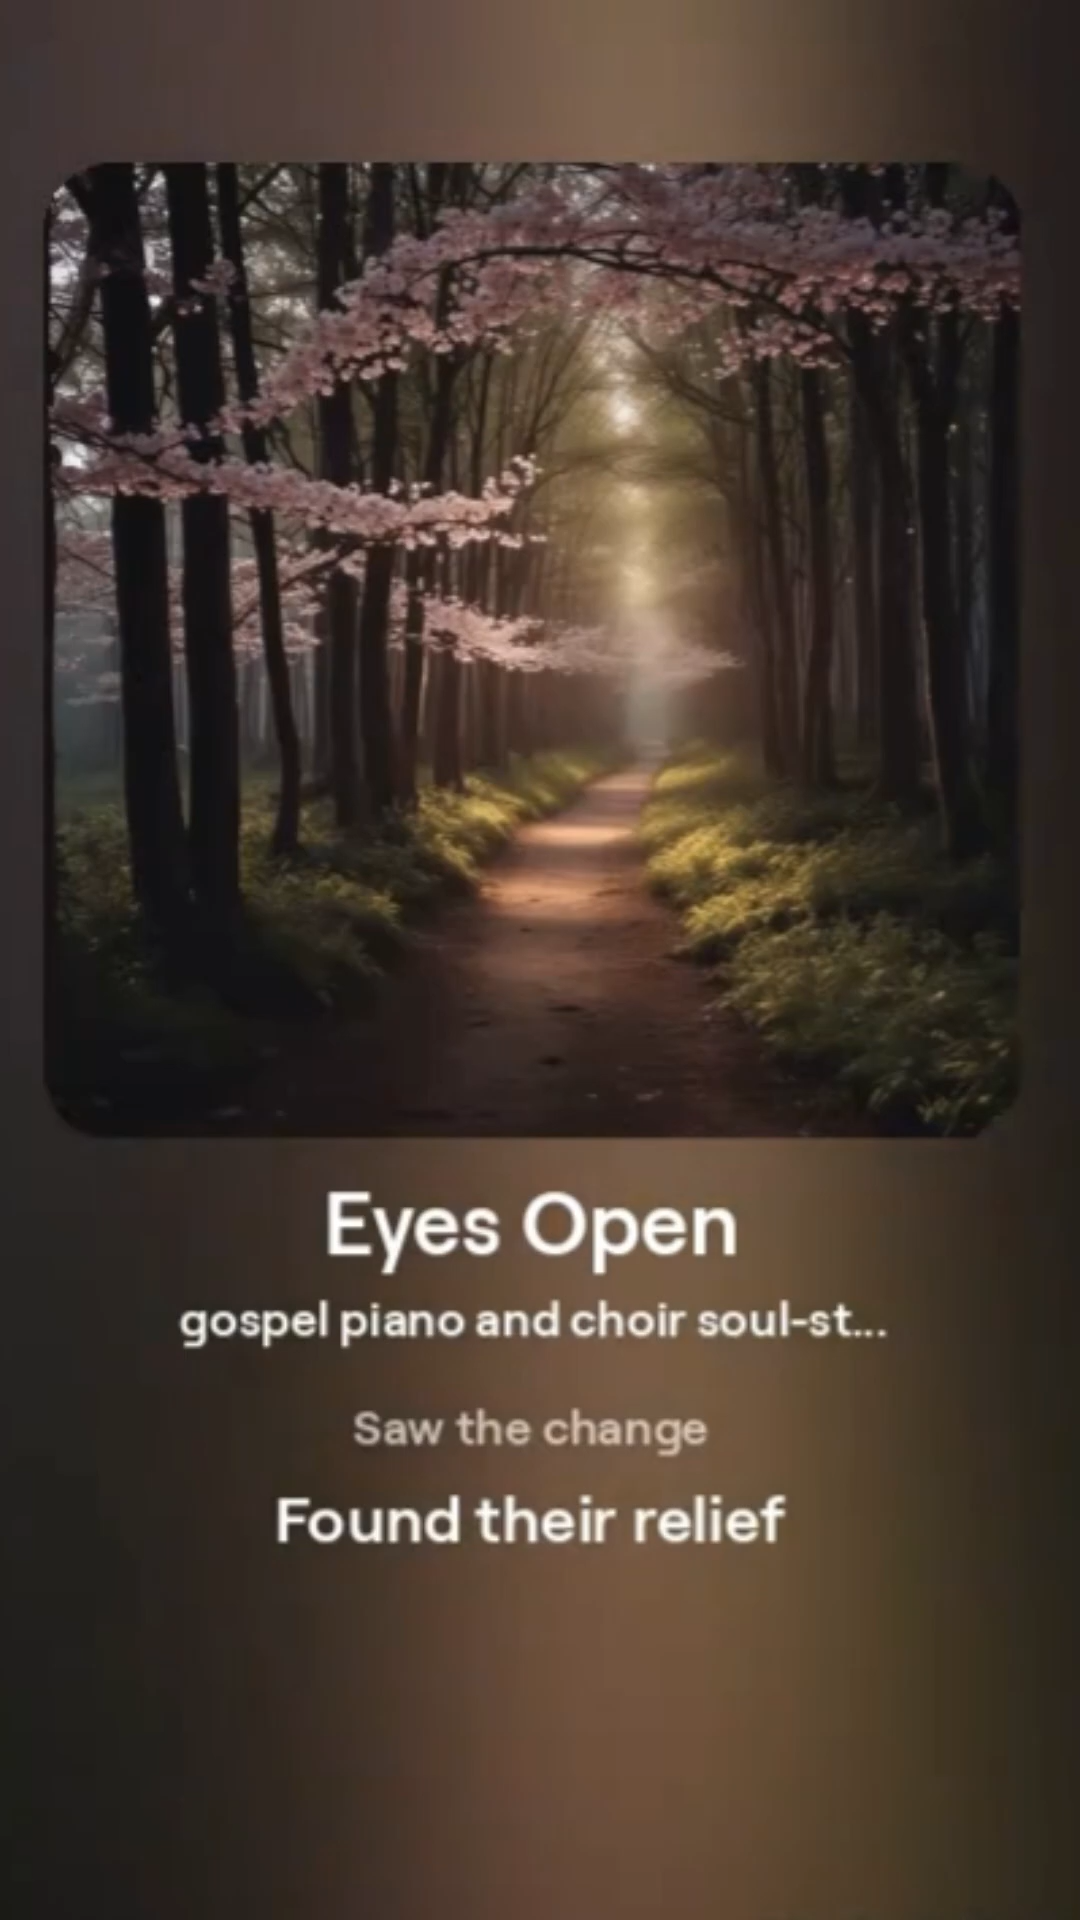 Eyes Open
gospel piano and choir soul-st...
Saw the change
Found their relief